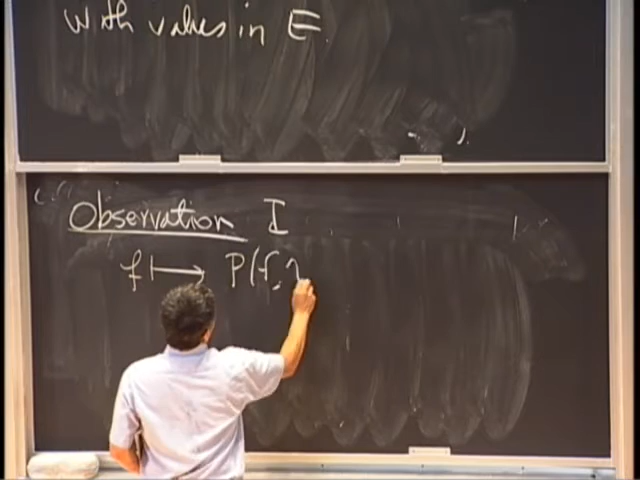 with values in E
Observation I
f ↦ P(f,